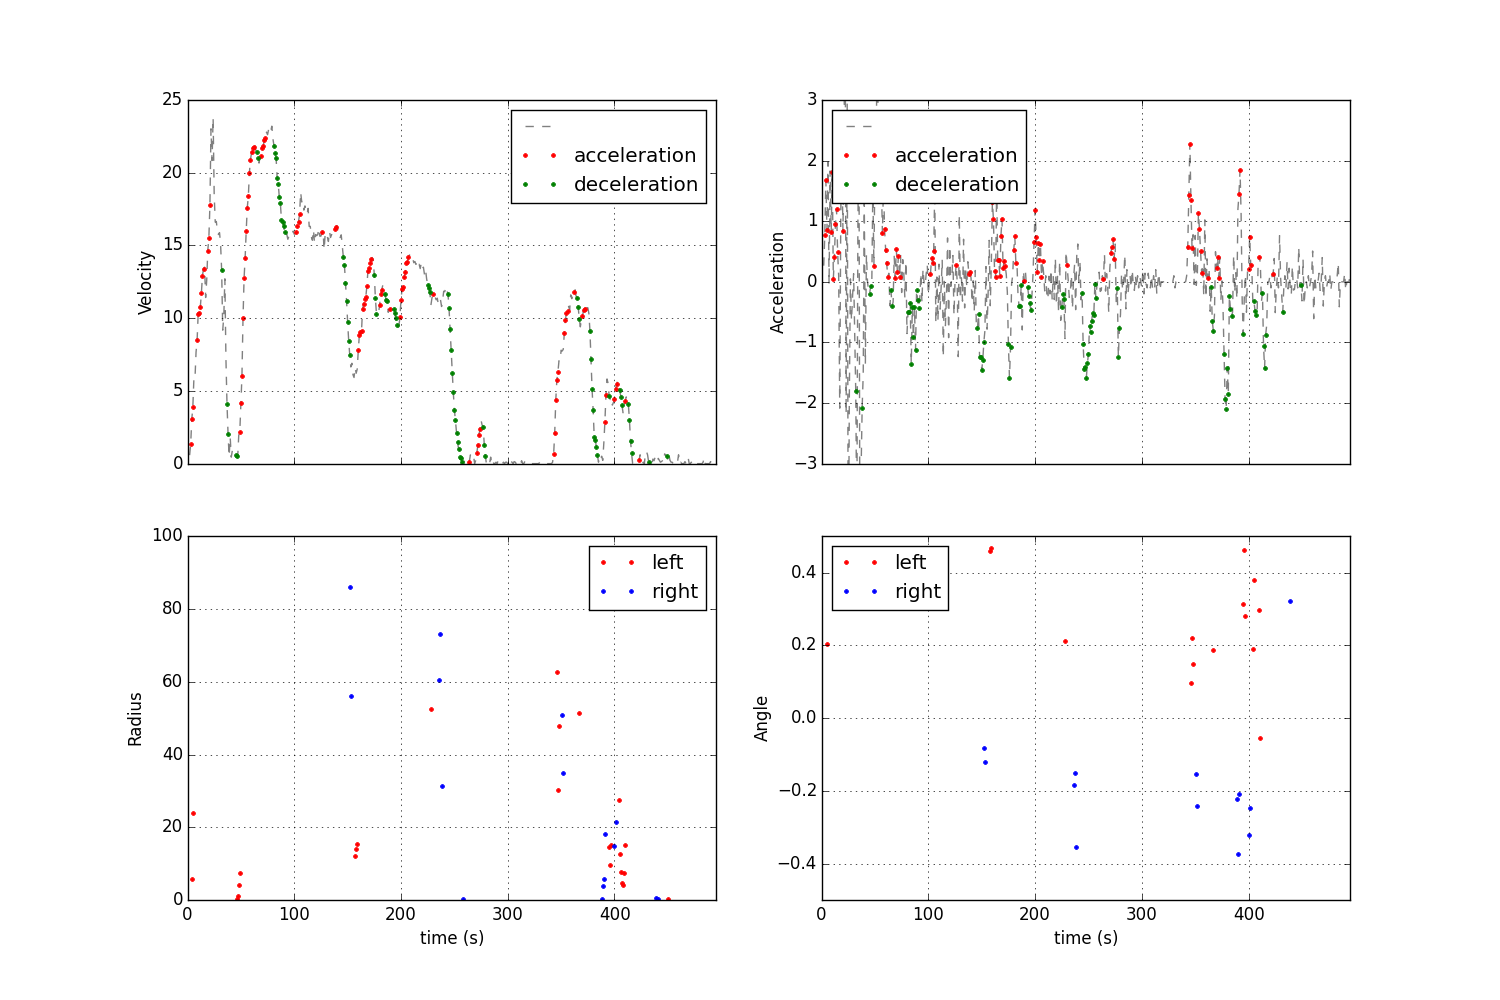 25
20
15
10
5
0
Velocity
acceleration
deceleration
3
2
1
0
−1
−2
−3
Acceleration
acceleration
deceleration
100
80
60
40
20
0
Radius
left
right
0 100 200 300 400
time (s)
0.4
0.2
0.0
−0.2
−0.4
Angle
left
right
0 100 200 300 400
time (s)